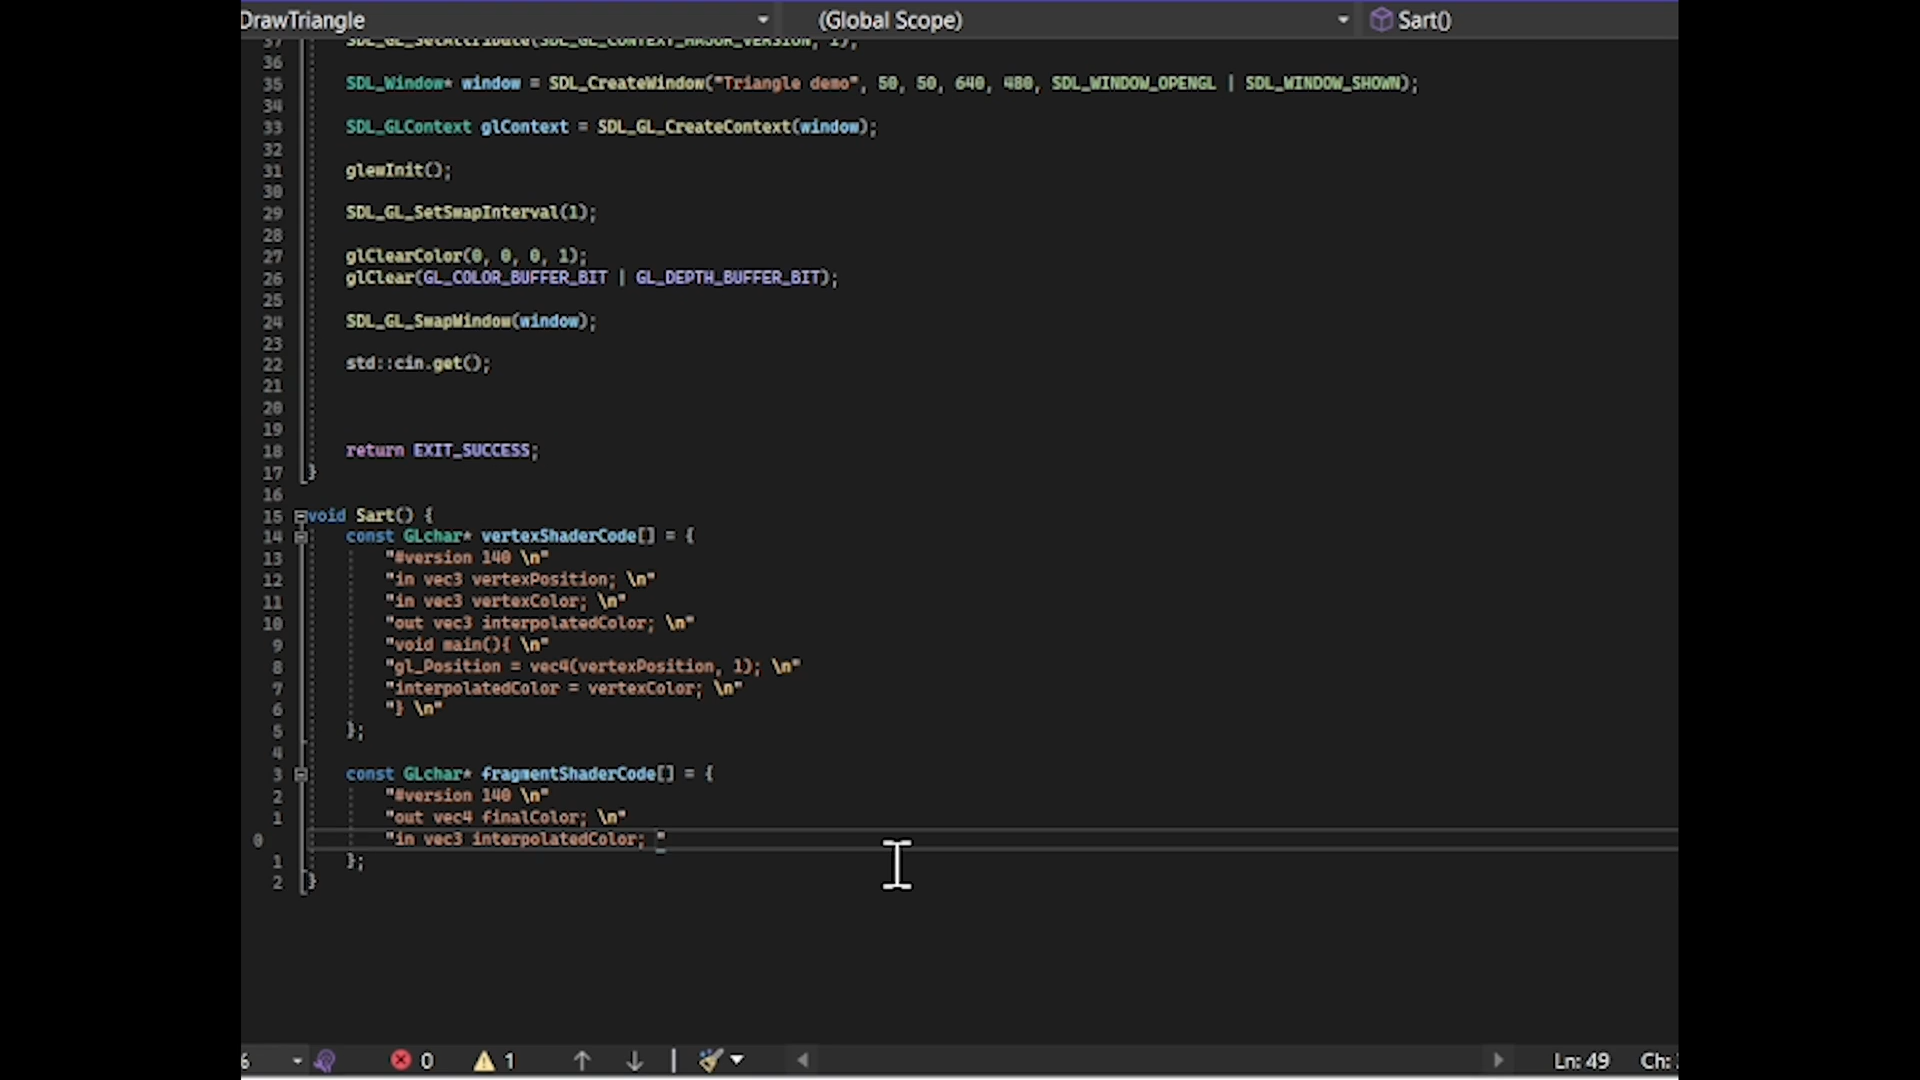 DrawTriangle (Global Scope) Sart()
37 SDL_GL_SetAttribute(SDL_GL_CONTEXT_MAJOR_VERSION, 1);
36
35 SDL_Window* window = SDL_CreateWindow("Triangle demo", 50, 50, 640, 480, SDL_WINDOW_OPENGL | SDL_WINDOW_SHOWN);
34
33 SDL_GLContext glContext = SDL_GL_CreateContext(window);
32
31 glewInit();
30
29 SDL_GL_SetSwapInterval(1);
28
27 glClearColor(0, 0, 0, 1);
26 glClear(GL_COLOR_BUFFER_BIT | GL_DEPTH_BUFFER_BIT);
25
24 SDL_GL_SwapWindow(window);
23
22 std::cin.get();
21
20
19
18 return EXIT_SUCCESS;
17 }
16
15 void Sart() {
14 const GLchar* vertexShaderCode[] = {
13 "#version 140 \n"
12 "in vec3 vertexPosition; \n"
11 "in vec3 vertexColor; \n"
10 "out vec3 interpolatedColor; \n"
9 "void main(){ \n"
8 "gl_Position = vec4(vertexPosition, 1); \n"
7 "interpolatedColor = vertexColor; \n"
6 "} \n"
5 };
4
3 const GLchar* fragmentShaderCode[] = {
2 "#version 140 \n"
1 "out vec4 finalColor; \n"
0 "in vec3 interpolatedColor; "
1 };
2 }
0 1 Ln: 49 Ch: